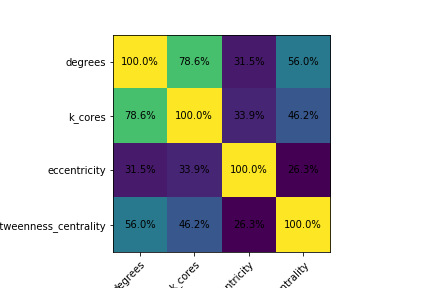 degrees 100.0% 78.6% 31.5% 56.0%
k_cores 78.6% 100.0% 33.9% 46.2%
eccentricity 31.5% 33.9% 100.0% 26.3%
tweenness_centrality 56.0% 46.2% 26.3% 100.0%
degrees k_cores ntricity ntrality